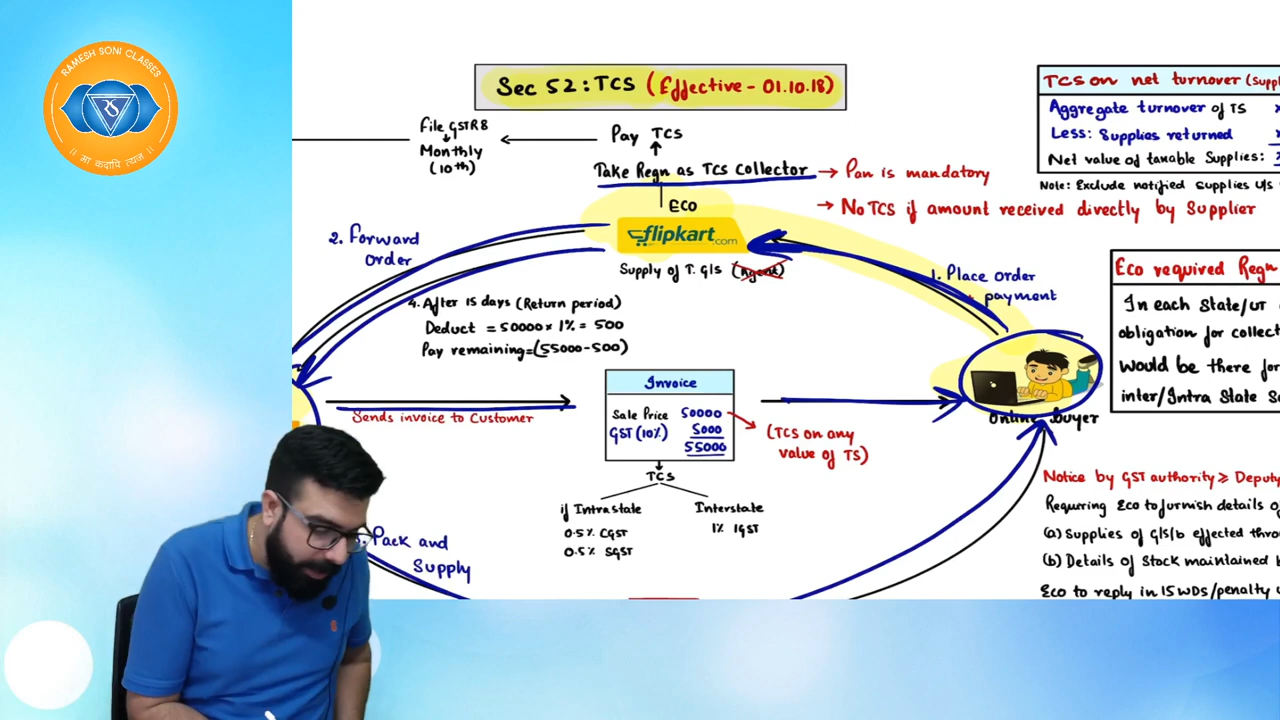 RAMESH SONI CLASSES
RS
॥ मा कदापि त्यज ॥
Sec 52: TCS (Effective - 01.10.18)
File GSTR8
Monthly
(10th)
Pay TCS
Take Regn as TCS Collector
→ Pan is mandatory
→ No TCS if amount received directly by Supplier
ECO
flipkart.com
Supply of T. G/S (Agent)
2. Forward
Order
1. Place order
payment
4. After 15 days (Return period)
Deduct = 50000 x 1% = 500
Pay remaining = (55000-500)
Sends invoice to Customer
Invoice
Sale Price 50000
GST (10%) 5000
55000
(TCS on any
value of TS)
TCS
if Intrastate
0.5% CGST
0.5% SGST
Interstate
1% IGST
Online buyer
Pack and
Supply
TCS on net turnover (Suppl
Aggregate turnover of TS
Less: Supplies returned
Net value of taxable Supplies:
Note: Exclude notified Supplies u/s
Eco required Regn
In each State/UT
obligation for collect
would be there for
inter/Intra State S
Notice by GST authority ≥ Deputy
Requiring Eco to furnish details of
(a) Supplies of G/S/b effected throu
(b) Details of Stock maintained b
Eco to reply in 15 WDs/penalty u